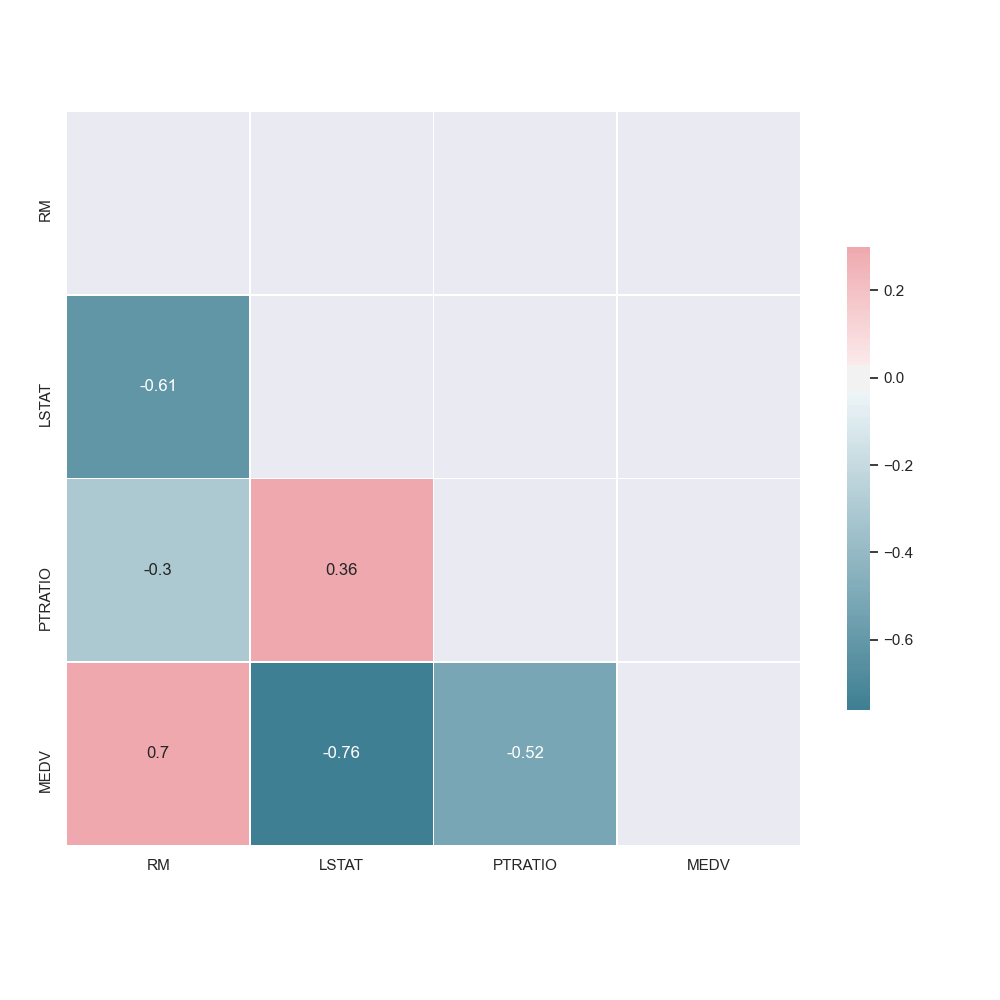 RM
0.2
0.0
LSTAT
-0.61
−0.2
−0.4
PTRATIO
-0.3
0.36
−0.6
MEDV
0.7
-0.76
-0.52
RM
LSTAT
PTRATIO
MEDV